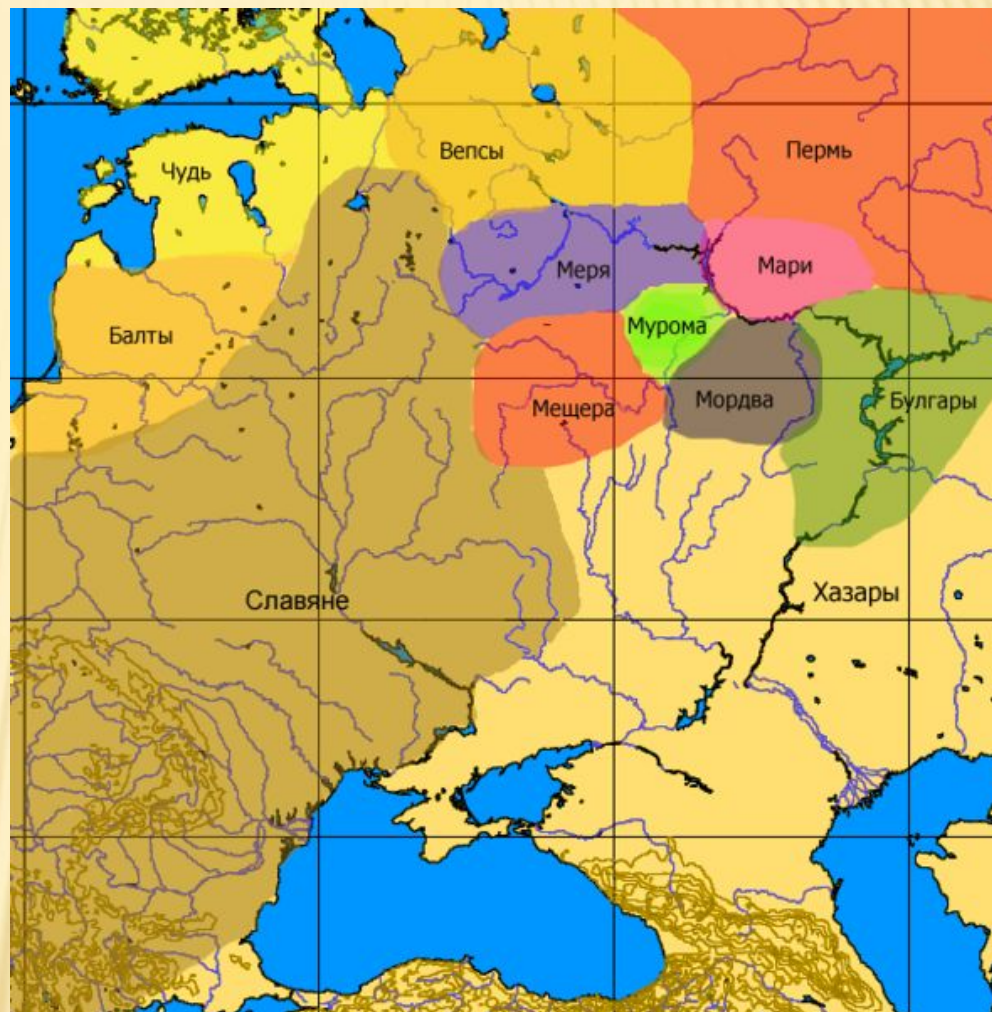 Вепсы
Пермь
Чудь
Меря
Мари
Балты
Мурома
Мещера
Мордва
Булгары
Славяне
Хазары